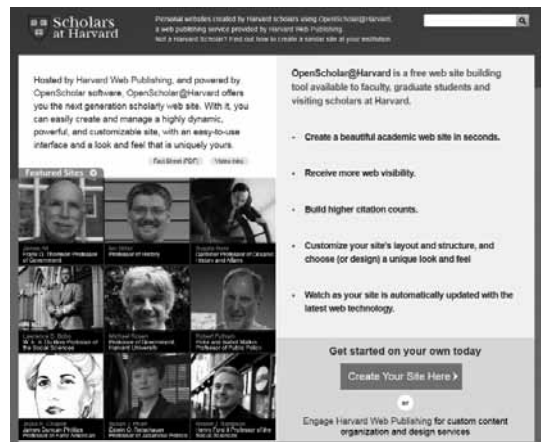 Scholars
at Harvard
Personal websites created by Harvard scholars using OpenScholar@Harvard,
a web publishing service provided by Harvard Web Publishing.
Not a Harvard Scholar? Find out how to create a similar site at your institution
Hosted by Harvard Web Publishing, and powered by
OpenScholar software, OpenScholar@Harvard offers
you the next generation scholarly web site. With it, you
can easily create and manage a highly dynamic,
powerful, and customizable site, with an easy-to-use
interface and a look and feel that is uniquely yours.
Fact Sheet (PDF)
Video Intro
Featured Sites
OpenScholar@Harvard is a free web site building
tool available to faculty, graduate students and
visiting scholars at Harvard.
• Create a beautiful academic web site in seconds.
• Receive more web visibility.
• Build higher citation counts.
• Customize your site's layout and structure, and
choose (or design) a unique look and feel
• Watch as your site is automatically updated with the
latest web technology.
Professor of History
Michael Rosen
Professor of Government
Harvard University
Robert Putnam
Professor of Public Policy
the Social Sciences
Get started on your own today
Create Your Site Here
or
Engage Harvard Web Publishing for custom content
organization and design services